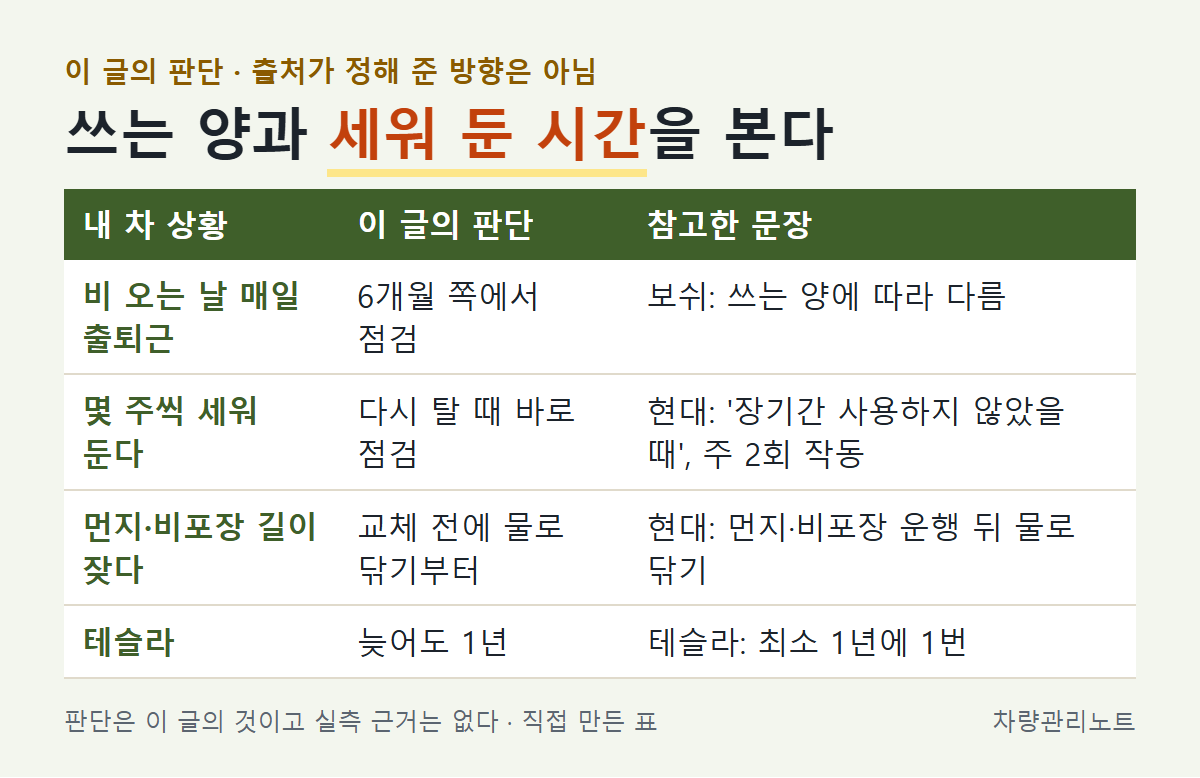 이 글의 판단 · 출처가 정해 준 방향은 아님
쓰는 양과 세워 둔 시간을 본다
내 차 상황 이 글의 판단 참고한 문장
비 오는 날 매일 6개월 쪽에서 보쉬: 쓰는 양에 따라 다름
출퇴근 점검
몇 주씩 세워 다시 탈 때 바로 현대: '장기간 사용하지 않았을
둔다 점검 때', 주 2회 작동
먼지·비포장 길이 교체 전에 물로 현대: 먼지·비포장 운행 뒤 물로
잦다 닦기부터 닦기
테슬라 늦어도 1년 테슬라: 최소 1년에 1번
판단은 이 글의 것이고 실측 근거는 없다 · 직접 만든 표 차량관리노트